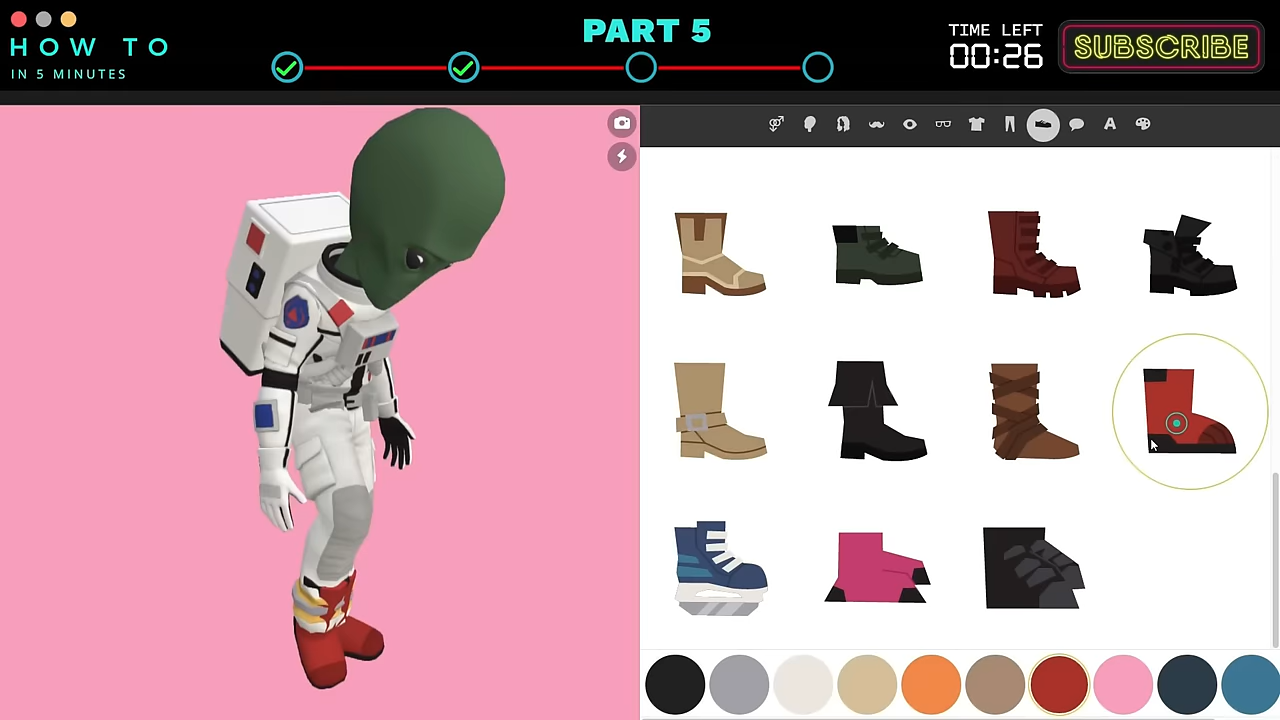 HOW TO
IN 5 MINUTES
PART 5
TIME LEFT
00:26
SUBSCRIBE
A